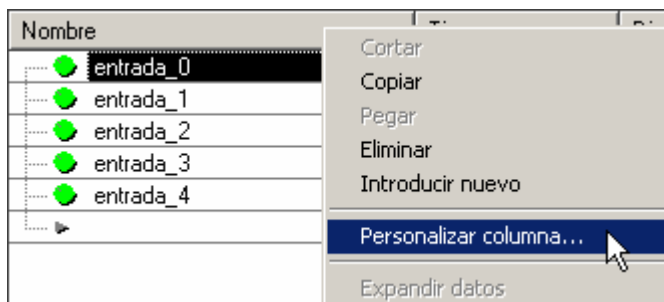 Nombre
entrada_0
entrada_1
entrada_2
entrada_3
entrada_4
Cortar
Copiar
Pegar
Eliminar
Introducir nuevo
Personalizar columna...
Expandir datos